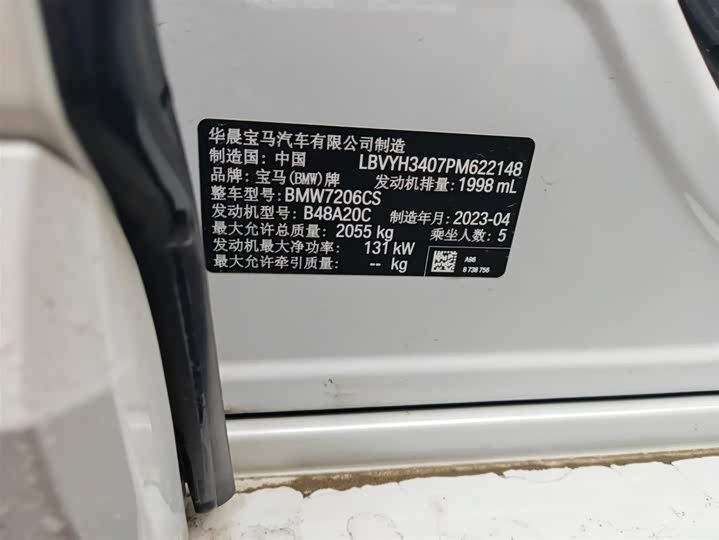 华晨宝马汽车有限公司制造
制造国: 中国 LBVYH3407PM622148
品牌: 宝马(BMW)牌 发动机排量: 1998 mL
整车型号: BMW7206CS
发动机型号: B48A20C 制造年月: 2023-04
最大允许总质量: 2055 kg 乘坐人数: 5
发动机最大净功率: 131 kW
最大允许牵引质量: -- kg
A96
8 738 756